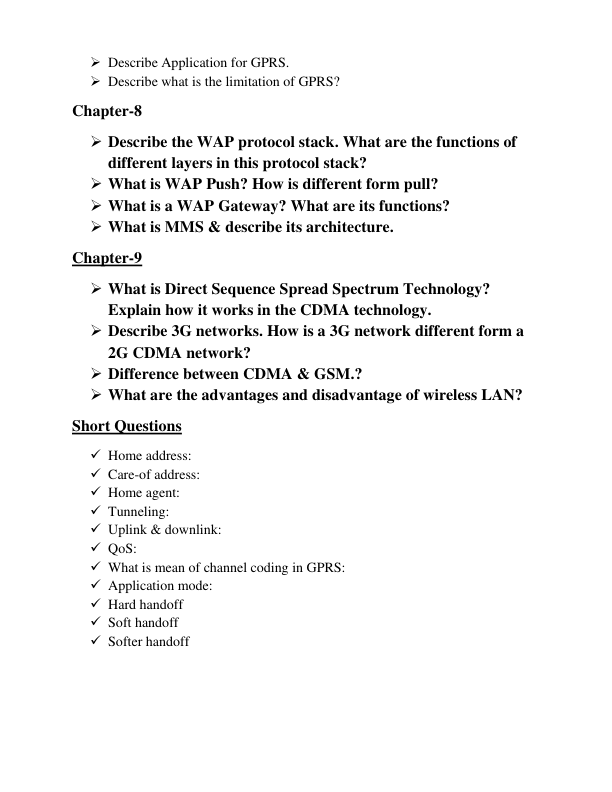 ➢ Describe Application for GPRS.
➢ Describe what is the limitation of GPRS?
Chapter-8
➢ Describe the WAP protocol stack. What are the functions of
different layers in this protocol stack?
➢ What is WAP Push? How is different form pull?
➢ What is a WAP Gateway? What are its functions?
➢ What is MMS & describe its architecture.
Chapter-9
➢ What is Direct Sequence Spread Spectrum Technology?
Explain how it works in the CDMA technology.
➢ Describe 3G networks. How is a 3G network different form a
2G CDMA network?
➢ Difference between CDMA & GSM.?
➢ What are the advantages and disadvantage of wireless LAN?
Short Questions
✓ Home address:
✓ Care-of address:
✓ Home agent:
✓ Tunneling:
✓ Uplink & downlink:
✓ QoS:
✓ What is mean of channel coding in GPRS:
✓ Application mode:
✓ Hard handoff
✓ Soft handoff
✓ Softer handoff